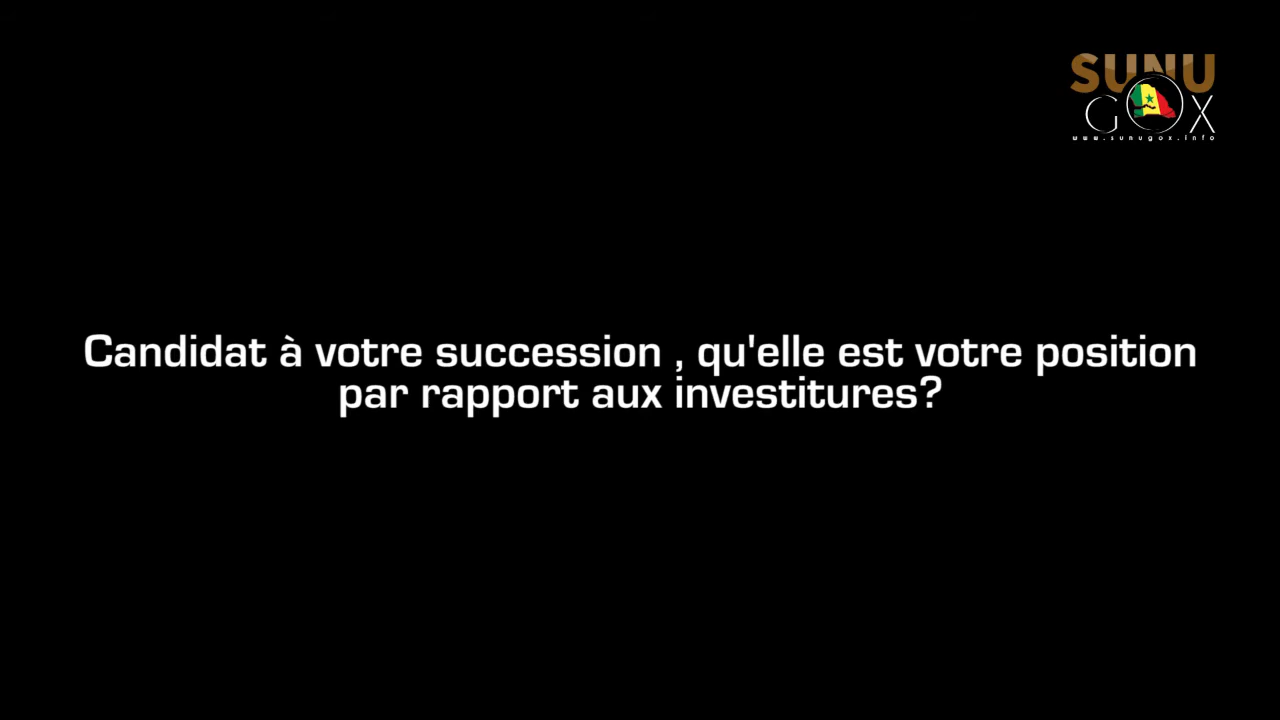 SUNU
GOX
www.sunugox.info
Candidat à votre succession , qu'elle est votre position
par rapport aux investitures?